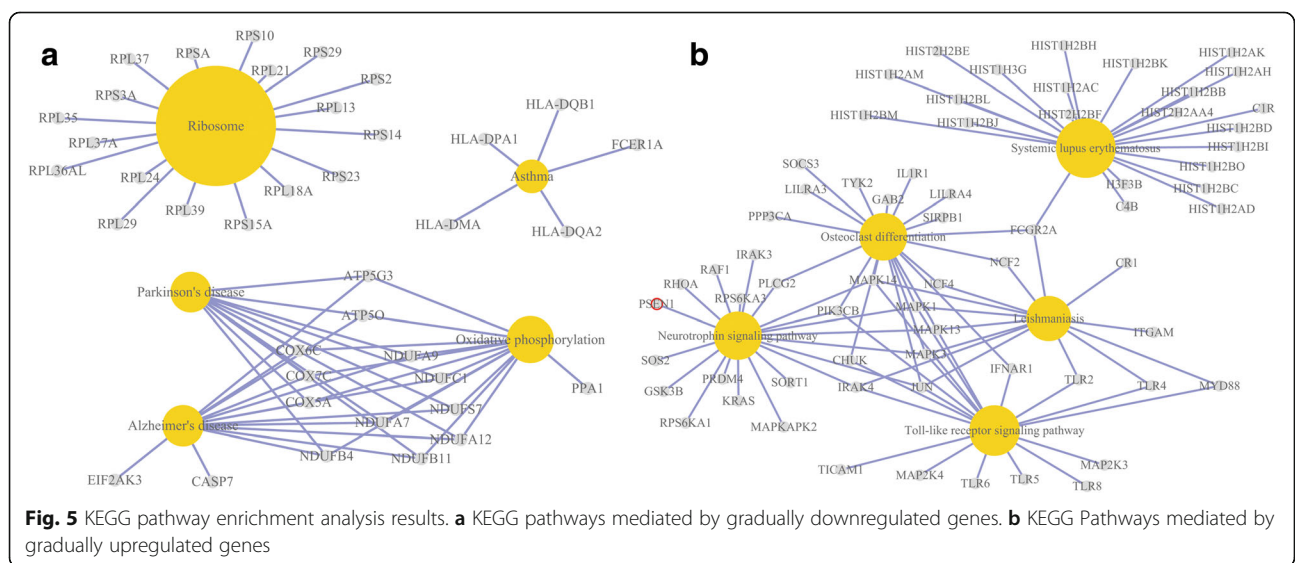 a
RPS10
RPL37
RPSA
RPS29
RPL21
RPS2
RPS3A
RPL13
RPL35
Ribosome
RPS14
RPL37A
RPL36AL
RPL24
RPS23
RPL18A
RPL39
RPL29
RPS15A
HLA-DQB1
HLA-DPA1
FCER1A
Asthma
HLA-DMA
HLA-DQA2
Parkinson's disease
ATP5G3
ATP5O
Oxidative phosphorylation
COX6C
NDUFA9
COX7C
NDUFC1
PPA1
COX5A
NDUFS7
Alzheimer's disease
NDUFA7
NDUFA12
NDUFB4
NDUFB11
EIF2AK3
CASP7
b
HIST2H2BE
HIST1H2BH
HIST1H2AK
HIST1H3G
HIST1H2BK
HIST1H2AM
HIST1H2AH
HIST1H2AC
HIST1H2BB
HIST1H2BL
HIST1H2BM
HIST2H2BF
HIST2H2AA4
C1R
HIST1H2BJ
HIST1H2BD
Systemic lupus erythematosus
HIST1H2BI
HIST1H2BO
H3F3B
HIST1H2BC
C4B
HIST1H2AD
SOCS3
IL1R1
LILRA3
TYK2
GAB2
LILRA4
PPP3CA
SIRPB1
Osteoclast differentiation
FCGR2A
IRAK3
NCF2
CR1
RAF1
PLCG2
MAPK14
NCF4
RHOA
RPS6KA3
PSEN1
PIK3CB
MAPK1
Leishmaniasis
Neurotrophin signaling pathway
MAPK13
ITGAM
SOS2
CHUK
MAPK3
IFNAR1
PRDM4
SORT1
TLR2
TLR4
MYD88
GSK3B
KRAS
IRAK4
JUN
RPS6KA1
MAPKAPK2
Toll-like receptor signaling pathway
TICAM1
MAP2K4
TLR6
TLR5
TLR8
MAP2K3
Fig. 5 KEGG pathway enrichment analysis results. a KEGG pathways mediated by gradually downregulated genes. b KEGG Pathways mediated by
gradually upregulated genes